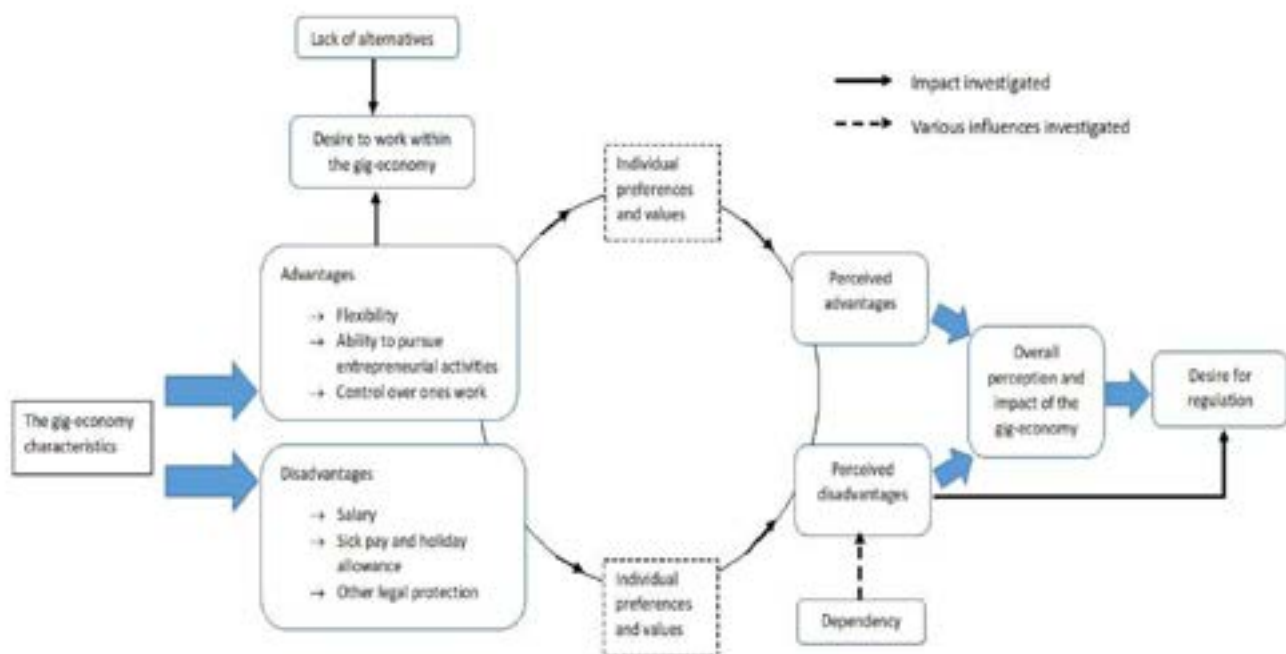 Lack of alternatives
Impact investigated
Various influences investigated
Desire to work within
the gig-economy
Individual
preferences
and values
Advantages
→ Flexibility
→ Ability to pursue
entrepreneurial activities
→ Control over ones work
Perceived
advantages
Overall
perception and
impact of the
gig-economy
Desire for
regulation
The gig-economy
characteristics
Disadvantages
→ Salary
→ Sick pay and holiday
allowance
→ Other legal protection
Perceived
disadvantages
Individual
preferences
and values
Dependency